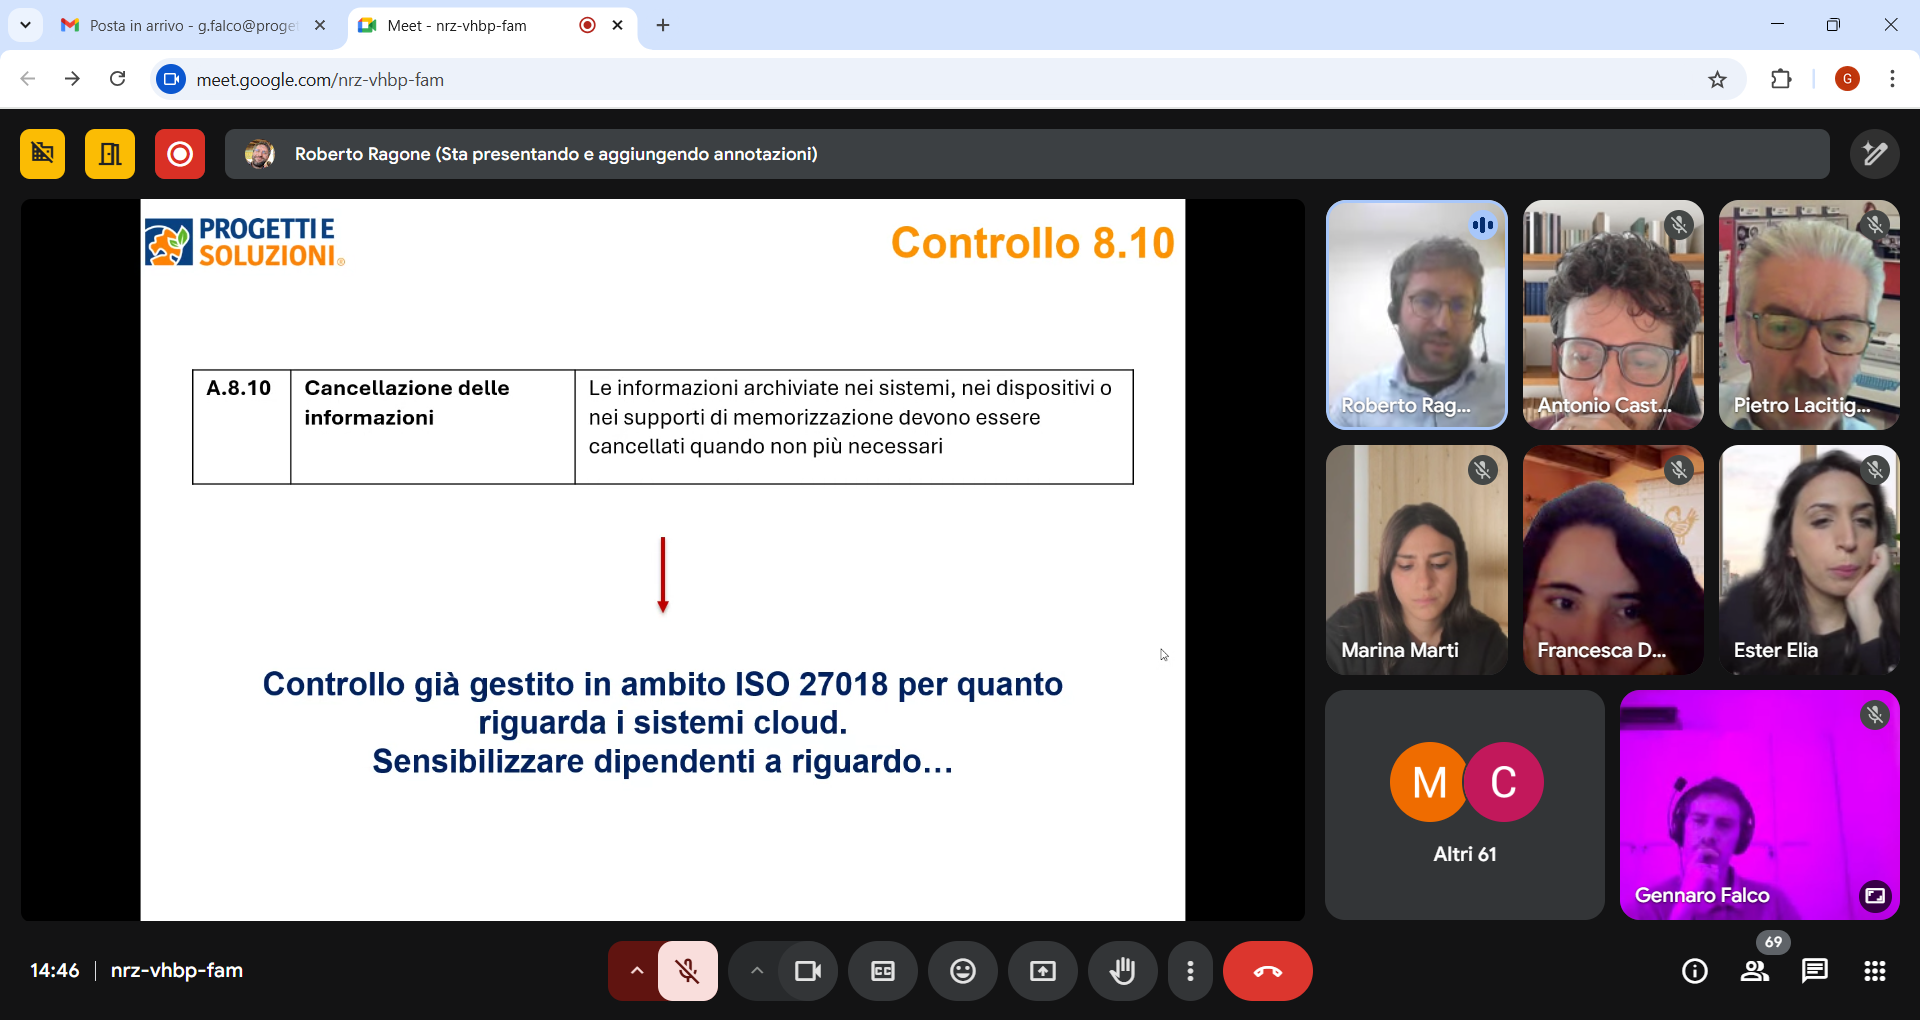 Posta in arrivo - g.falco@proget
Meet - nrz-vhbp-fam
meet.google.com/nrz-vhbp-fam
G
Roberto Ragone (Sta presentando e aggiungendo annotazioni)
PROGETTI E
SOLUZIONI®
Controllo 8.10
A.8.10
Cancellazione delle
informazioni
Le informazioni archiviate nei sistemi, nei dispositivi o
nei supporti di memorizzazione devono essere
cancellati quando non più necessari
Controllo già gestito in ambito ISO 27018 per quanto
riguarda i sistemi cloud.
Sensibilizzare dipendenti a riguardo...
Roberto Rag...
Antonio Cast...
Pietro Lacitig...
Marina Marti
Francesca D...
Ester Elia
M
C
Altri 61
Gennaro Falco
14:46
nrz-vhbp-fam
CC
69